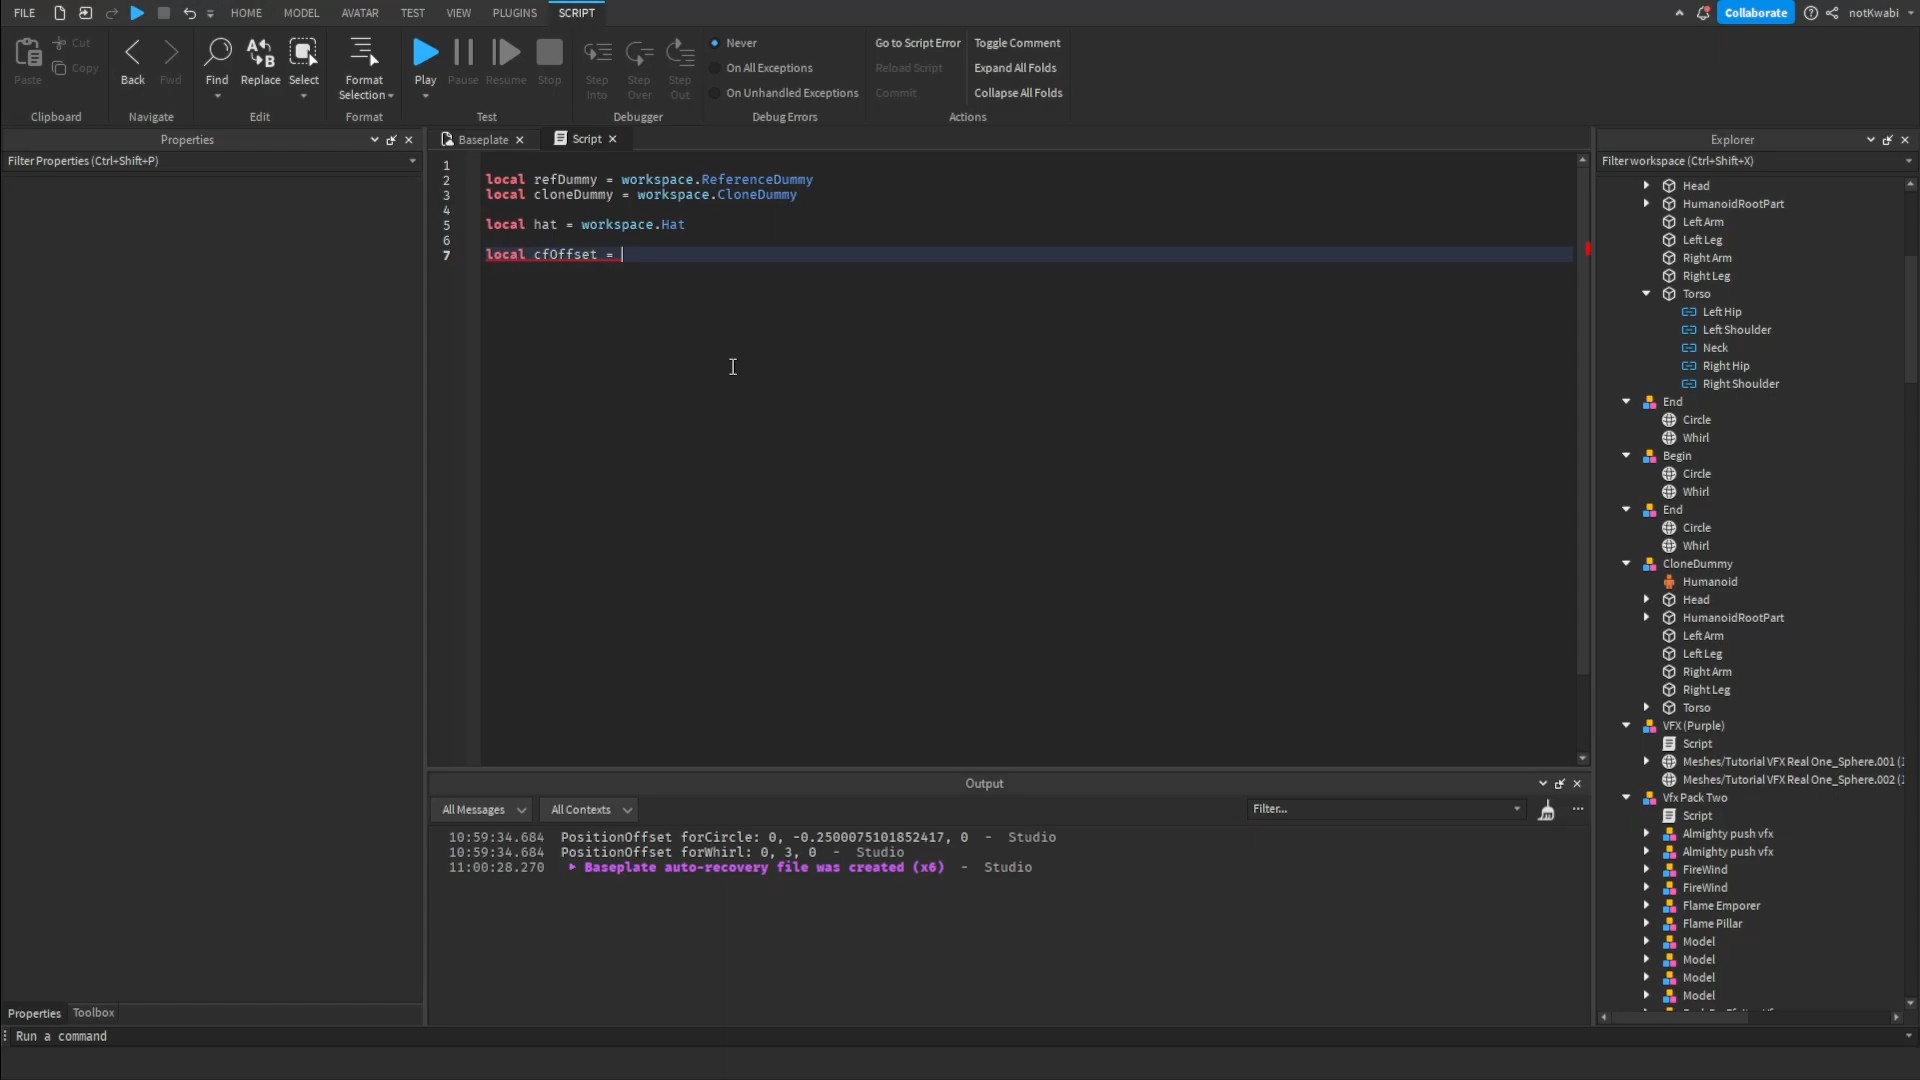 FILE HOME MODEL AVATAR TEST VIEW PLUGINS SCRIPT Collaborate notKwabi
Paste Cut Copy
Back Fwd
Find Replace Select
Format Selection
Play Pause Resume Stop
Step Into Step Over Step Out
Never
On All Exceptions
On Unhandled Exceptions
Go to Script Error
Reload Script
Commit
Toggle Comment
Expand All Folds
Collapse All Folds
Clipboard Navigate Edit Format Test Debugger Debug Errors Actions
Properties
Filter Properties (Ctrl+Shift+P)
Baseplate Script
1
2 local refDummy = workspace.ReferenceDummy
3 local cloneDummy = workspace.CloneDummy
4
5 local hat = workspace.Hat
6
7 local cfOffset =
Output
All Messages All Contexts Filter...
10:59:34.684 PositionOffset forCircle: 0, -0.2500075101852417, 0 - Studio
10:59:34.684 PositionOffset forWhirl: 0, 3, 0 - Studio
11:00:28.270 Baseplate auto-recovery file was created (x6) - Studio
Explorer
Filter workspace (Ctrl+Shift+X)
Head
HumanoidRootPart
Left Arm
Left Leg
Right Arm
Right Leg
Torso
Left Hip
Left Shoulder
Neck
Right Hip
Right Shoulder
End
Circle
Whirl
Begin
Circle
Whirl
End
Circle
Whirl
CloneDummy
Humanoid
Head
HumanoidRootPart
Left Arm
Left Leg
Right Arm
Right Leg
Torso
VFX (Purple)
Script
Meshes/Tutorial VFX Real One_Sphere.001 (1
Meshes/Tutorial VFX Real One_Sphere.002 (1
Vfx Pack Two
Script
Almighty push vfx
Almighty push vfx
FireWind
FireWind
Flame Emporer
Flame Pillar
Model
Model
Model
Model
Properties Toolbox
Run a command